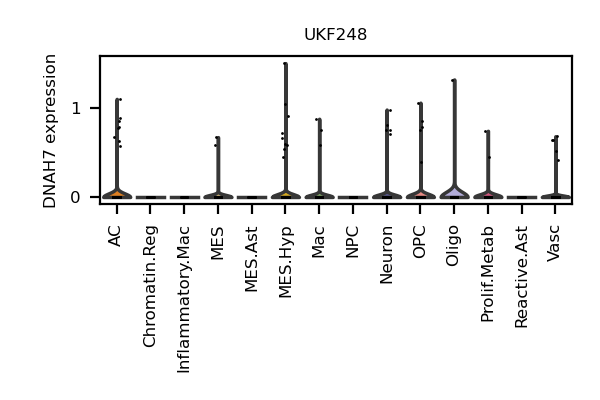 UKF248
DNAH7 expression
1
0
AC
Chromatin.Reg
Inflammatory.Mac
MES
MES.Ast
MES.Hyp
Mac
NPC
Neuron
OPC
Oligo
Prolif.Metab
Reactive.Ast
Vasc